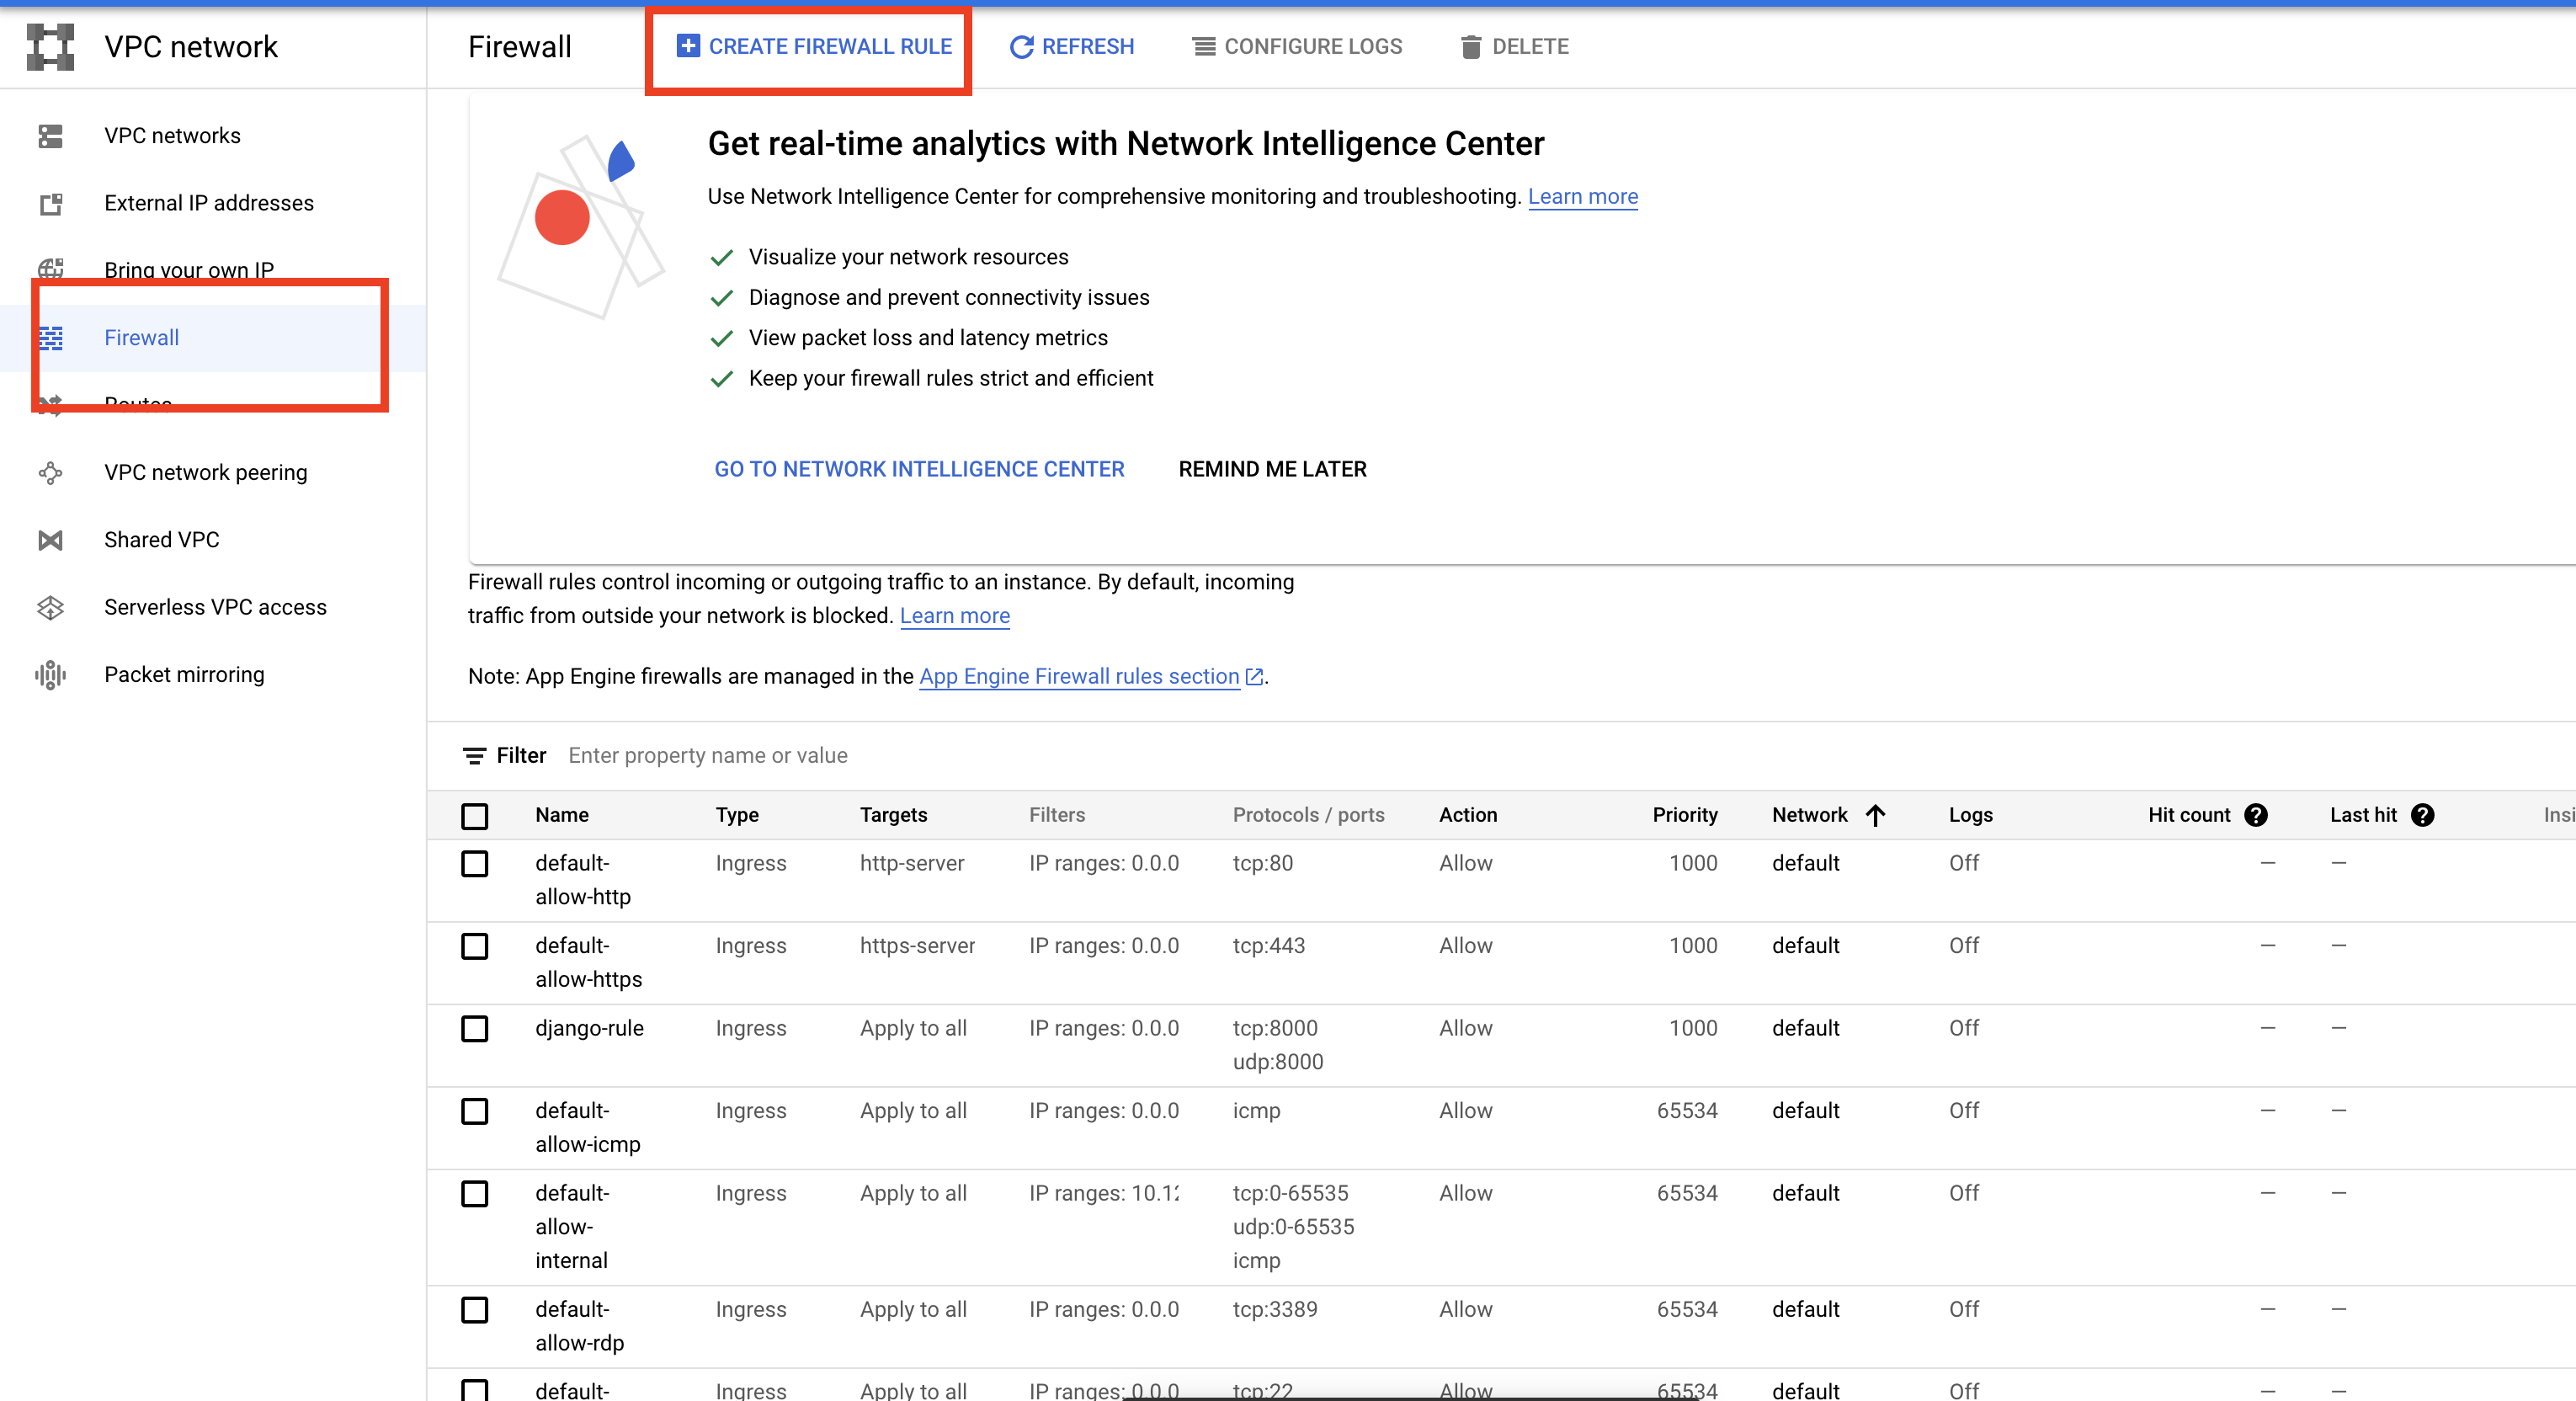 VPC network
VPC networks
External IP addresses
Bring your own IP
Firewall
Routes
VPC network peering
Shared VPC
Serverless VPC access
Packet mirroring
Firewall CREATE FIREWALL RULE REFRESH CONFIGURE LOGS DELETE
Get real-time analytics with Network Intelligence Center
Use Network Intelligence Center for comprehensive monitoring and troubleshooting. Learn more
Visualize your network resources
Diagnose and prevent connectivity issues
View packet loss and latency metrics
Keep your firewall rules strict and efficient
GO TO NETWORK INTELLIGENCE CENTER REMIND ME LATER
Firewall rules control incoming or outgoing traffic to an instance. By default, incoming
traffic from outside your network is blocked. Learn more
Note: App Engine firewalls are managed in the App Engine Firewall rules section.
Filter Enter property name or value
Name Type Targets Filters Protocols / ports Action Priority Network Logs Hit count ? Last hit ? Insi
default- Ingress http-server IP ranges: 0.0.0 tcp:80 Allow 1000 default Off — —
allow-http
default- Ingress https-server IP ranges: 0.0.0 tcp:443 Allow 1000 default Off — —
allow-https
django-rule Ingress Apply to all IP ranges: 0.0.0 tcp:8000 Allow 1000 default Off — —
udp:8000
default- Ingress Apply to all IP ranges: 0.0.0 icmp Allow 65534 default Off — —
allow-icmp
default- Ingress Apply to all IP ranges: 10.12 tcp:0-65535 Allow 65534 default Off — —
allow- udp:0-65535
internal icmp
default- Ingress Apply to all IP ranges: 0.0.0 tcp:3389 Allow 65534 default Off — —
allow-rdp
default- Ingress Apply to all IP ranges: 0.0.0 tcp:22 Allow 65534 default Off — —